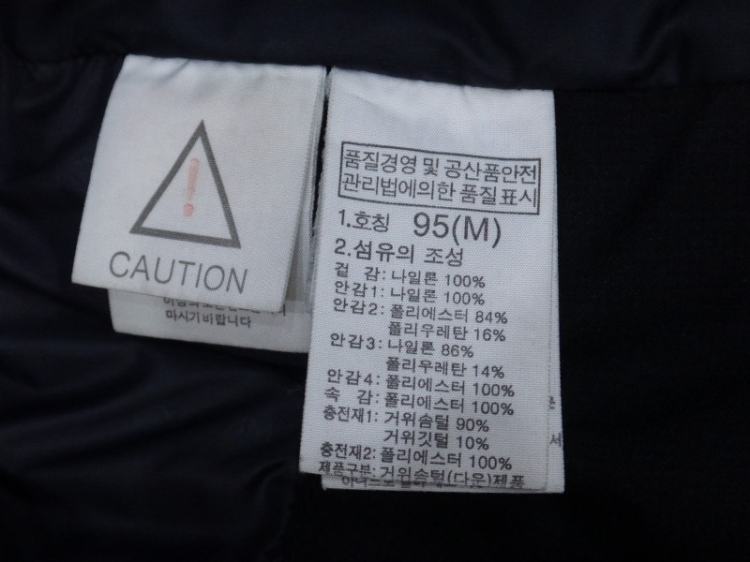 !
CAUTION
마시기바랍니다
품질경영 및 공산품안전
관리법에의한 품질표시
1.호칭 95(M)
2.섬유의 조성
겉 감: 나일론 100%
안감1: 나일론 100%
안감2: 폴리에스터 84%
폴리우레탄 16%
안감3: 나일론 86%
폴리우레탄 14%
안감4: 폴리에스터 100%
속 감: 폴리에스터 100%
충전재1: 거위솜털 90%
거위깃털 10%
충전재2: 폴리에스터 100%
제품구분: 거위솜털(다운)제품